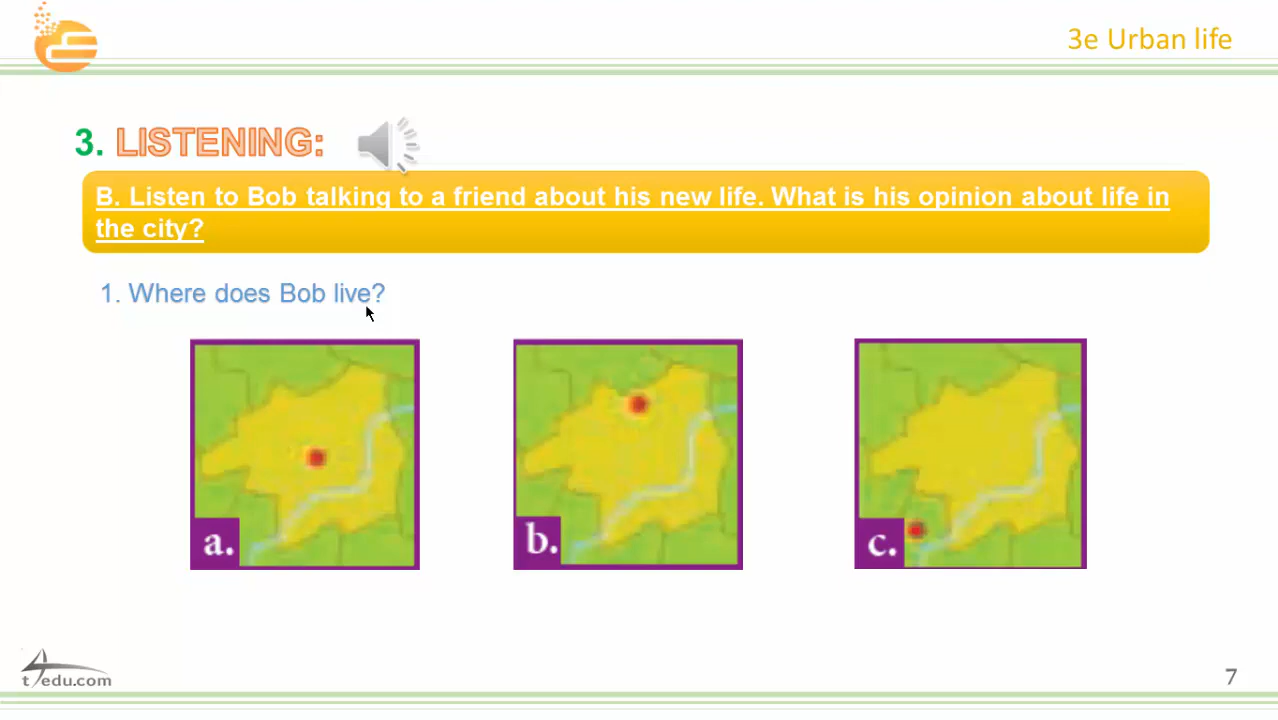 3e Urban life
3. LISTENING:
B. Listen to Bob talking to a friend about his new life. What is his opinion about life in
the city?
1. Where does Bob live?
a.
b.
c.
t4edu.com
7